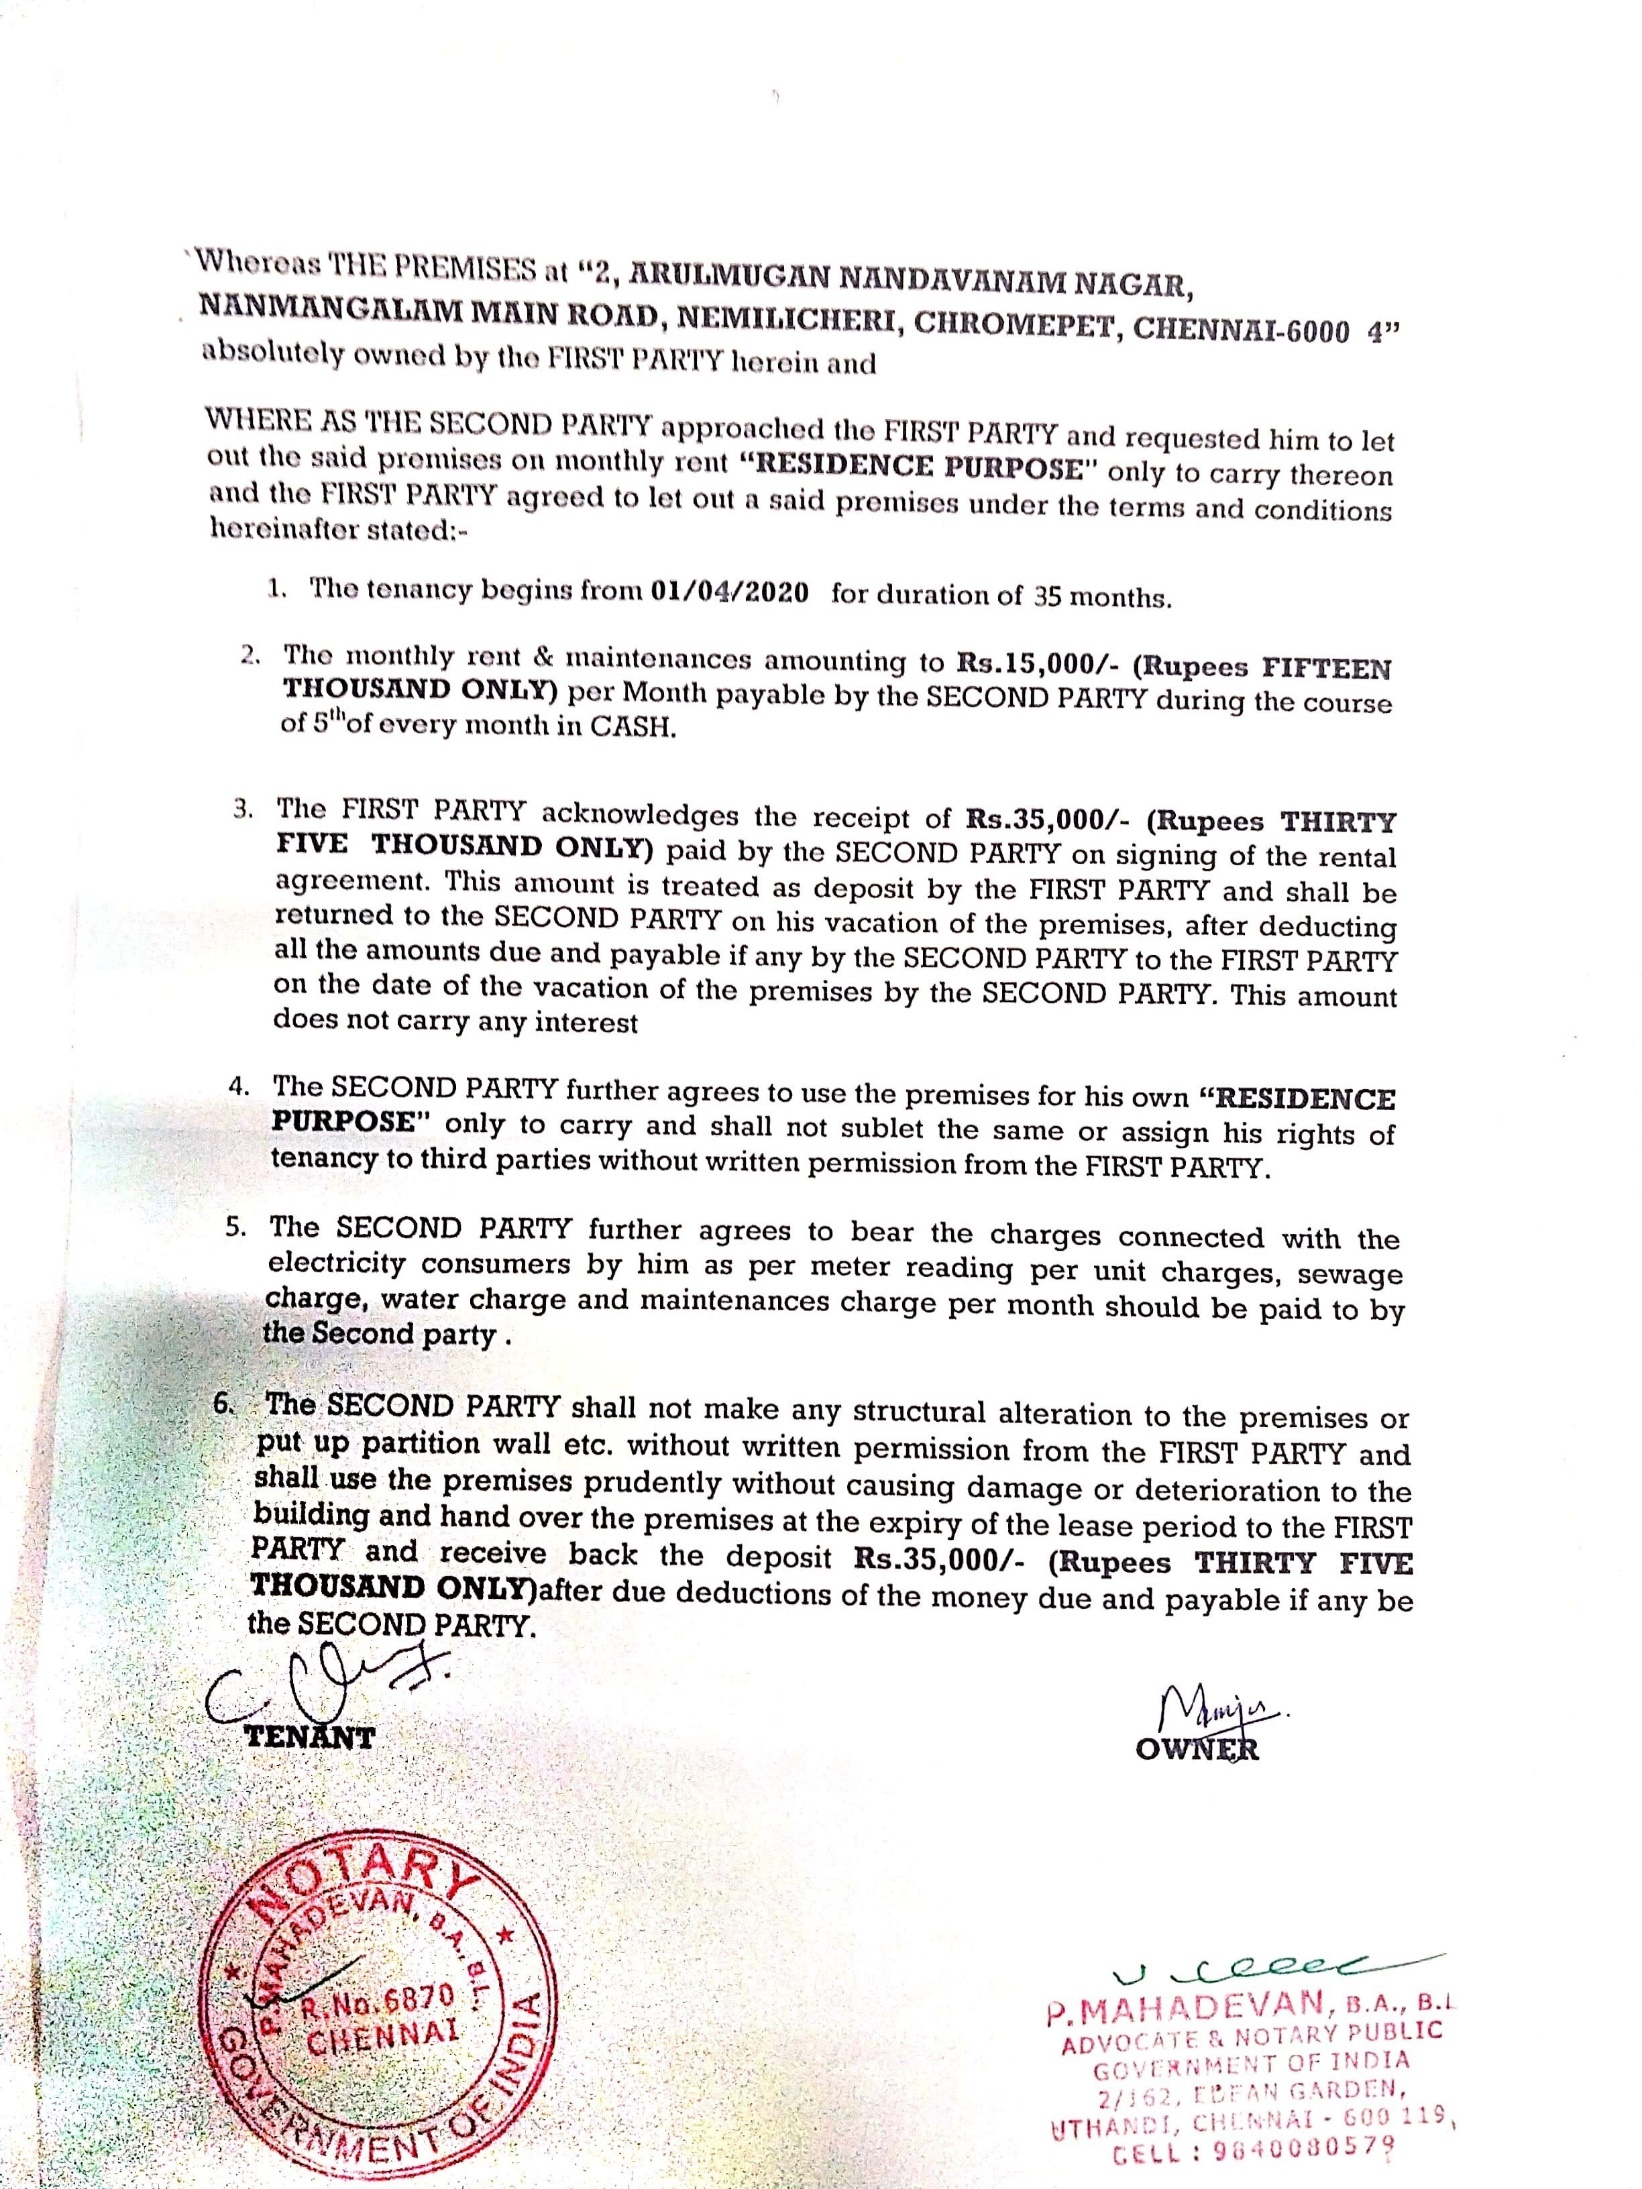 Whereas THE PREMISES at “2, ARULMUGAN NANDAVANAM NAGAR,
NANMANGALAM MAIN ROAD, NEMILICHERI, CHROMEPET, CHENNAI-6000 4”
absolutely owned by the FIRST PARTY herein and
WHERE AS THE SECOND PARTY approached the FIRST PARTY and requested him to let
out the said premises on monthly rent “RESIDENCE PURPOSE" only to carry thereon
and the FIRST PARTY agreed to let out a said premises under the terms and conditions
hereinafter stated:-
1. The tenancy begins from 01/04/2020 for duration of 35 months.
2. The monthly rent & maintenances amounting to Rs.15,000/- (Rupees FIFTEEN
THOUSAND ONLY) per Month payable by the SECOND PARTY during the course
of 5th of every month in CASH.
3. The FIRST PARTY acknowledges the receipt of Rs.35,000/- (Rupees THIRTY
FIVE THOUSAND ONLY) paid by the SECOND PARTY on signing of the rental
agreement. This amount is treated as deposit by the FIRST PARTY and shall be
returned to the SECOND PARTY on his vacation of the premises, after deducting
all the amounts due and payable if any by the SECOND PARTY to the FIRST PARTY
on the date of the vacation of the premises by the SECOND PARTY. This amount
does not carry any interest
4. The SECOND PARTY further agrees to use the premises for his own “RESIDENCE
PURPOSE" only to carry and shall not sublet the same or assign his rights of
tenancy to third parties without written permission from the FIRST PARTY.
5. The SECOND PARTY further agrees to bear the charges connected with the
electricity consumers by him as per meter reading per unit charges, sewage
charge, water charge and maintenances charge per month should be paid to by
the Second party .
6. The SECOND PARTY shall not make any structural alteration to the premises or
put up partition wall etc. without written permission from the FIRST PARTY and
shall use the premises prudently without causing damage or deterioration to the
building and hand over the premises at the expiry of the lease period to the FIRST
PARTY and receive back the deposit Rs.35,000/- (Rupees THIRTY FIVE
THOUSAND ONLY)after due deductions of the money due and payable if any be
the SECOND PARTY.
TENANT
OWNER
NOTARY
P.MAHADEVAN, B.A., B.L.
R.No.6870
CHENNAI
GOVERNMENT OF INDIA
P.MAHADEVAN, B.A., B.L
ADVOCATE & NOTARY PUBLIC
GOVERNMENT OF INDIA
2/162, GARDEN,
UTHANDI, CHENNAI - 600 119,
CELL : 9840080579